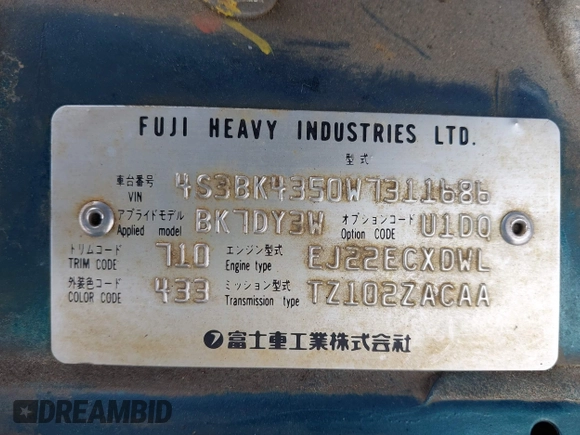 FUJI HEAVY INDUSTRIES LTD.
型式
車台番号 VIN 4S3BK4350W7311686
アプライドモデル Applied model BK7DY3W オプションコード Option CODE U1DQ
トリムコード TRIM CODE 710 エンジン型式 Engine type EJ22ECXDWL
外装色コード COLOR CODE 433 ミッション型式 Transmission type TZ102ZACAA
富士重工業株式会社
DREAMBID